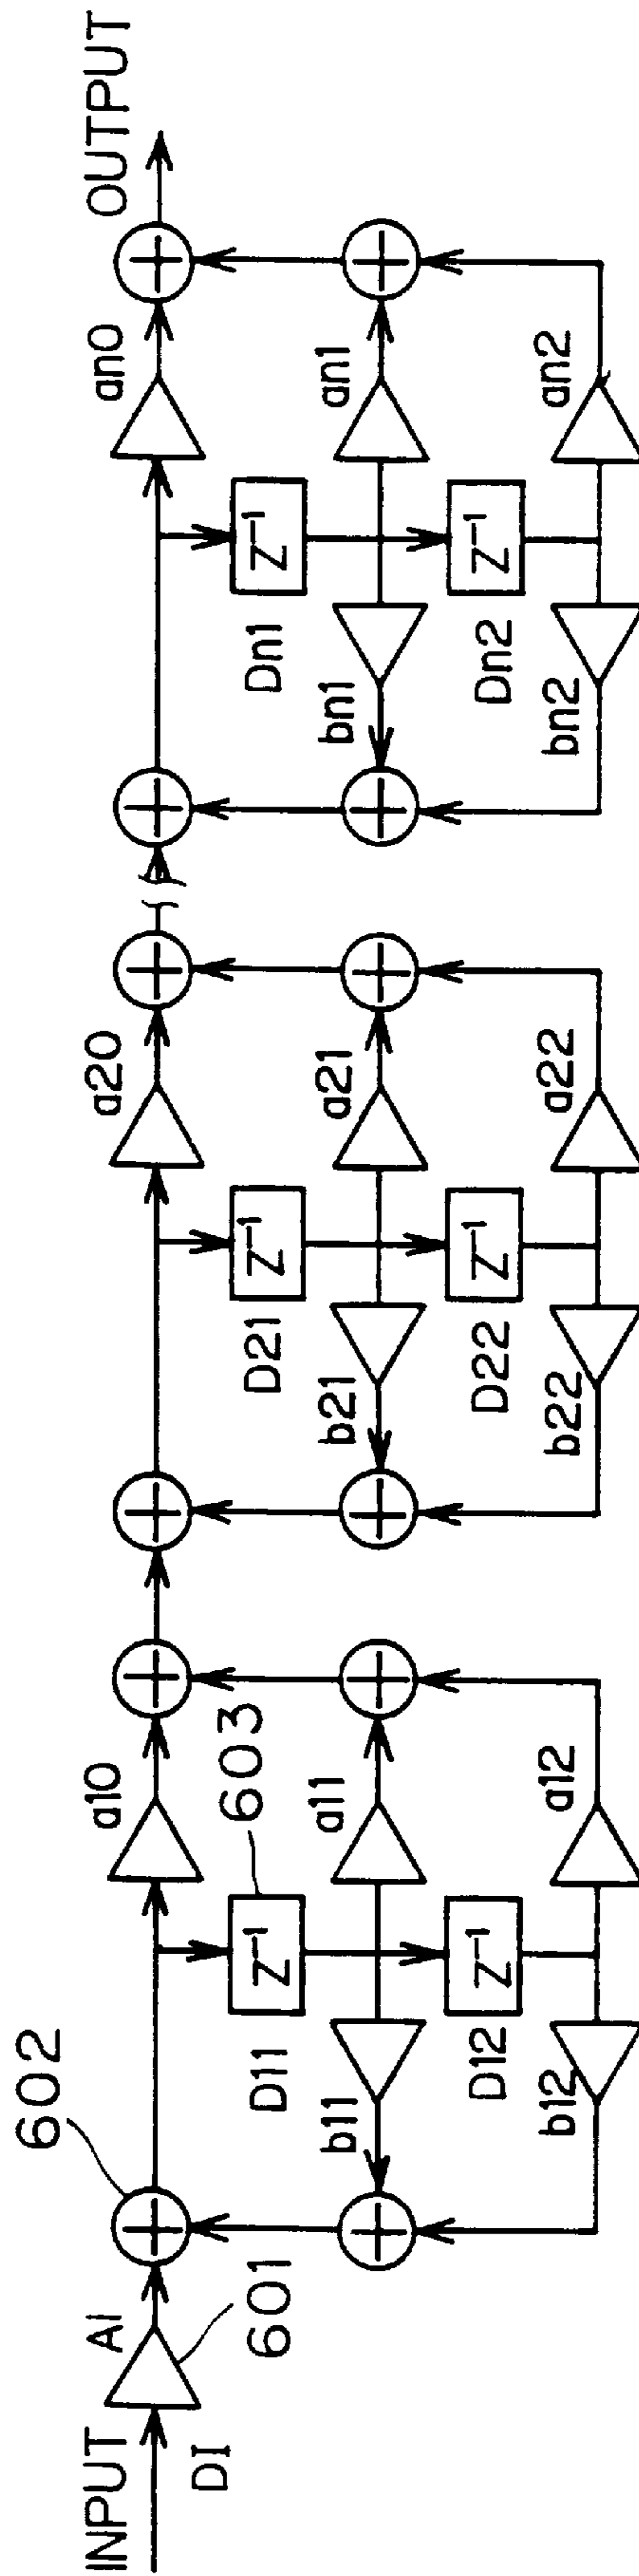 INPUT
DI
AI
601
602
a10
603
Z⁻¹
D11
b11
a11
Z⁻¹
D12
b12
a12
a20
Z⁻¹
D21
b21
a21
Z⁻¹
D22
b22
a22
an0
Z⁻¹
Dn1
bn1
an1
Z⁻¹
Dn2
bn2
an2
OUTPUT